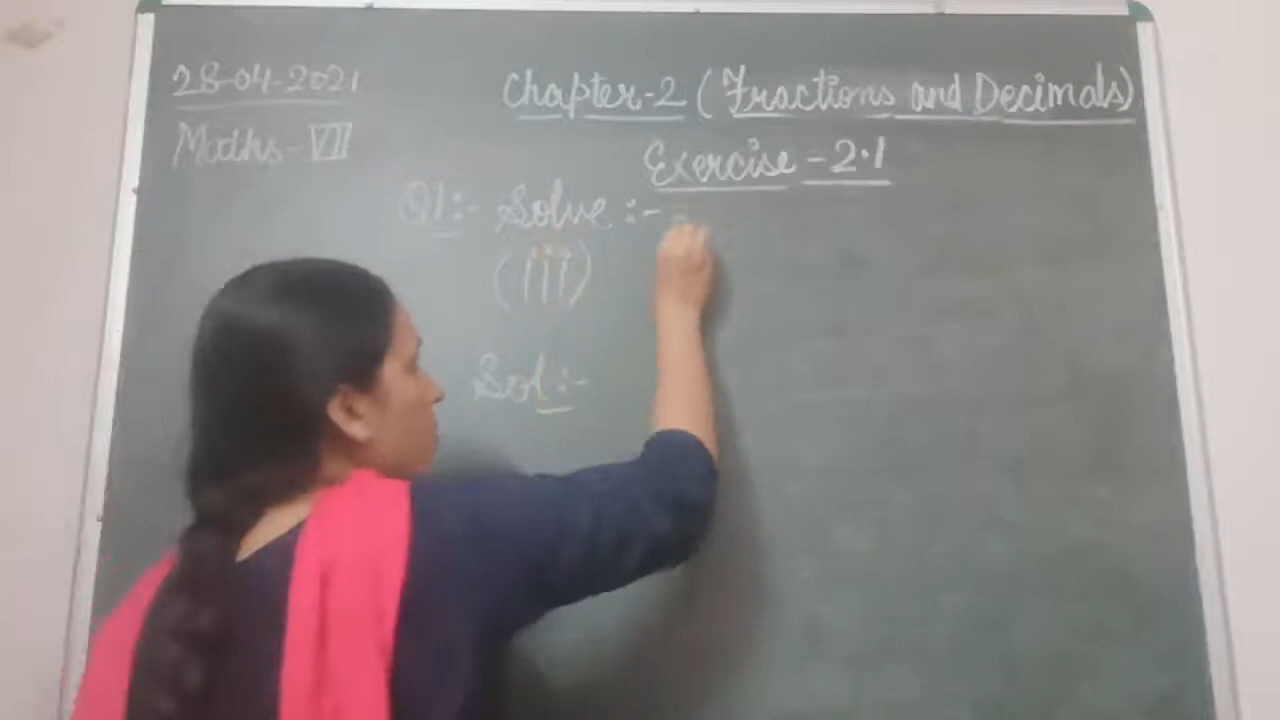 28-04-2021
Chapter-2 (Fractions and Decimals)
Maths-VII
Exercise-2.1
Q1:- Solve :-
(iii)
Sol:-